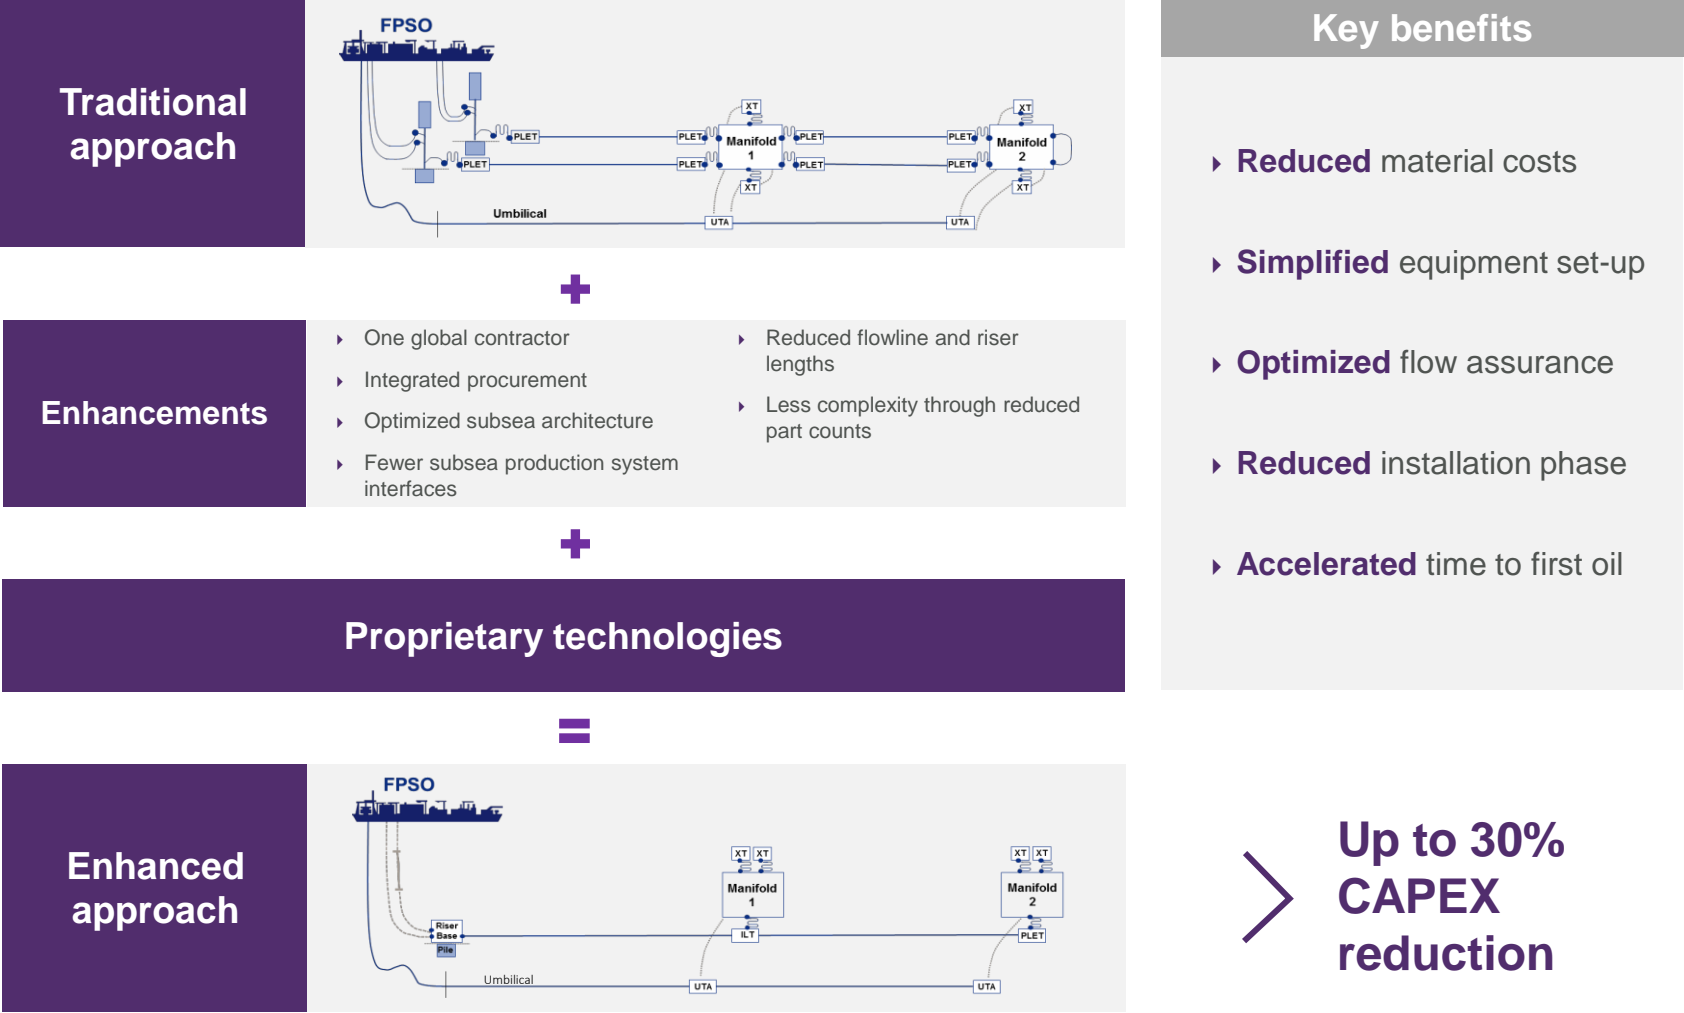 Traditional
approach
FPSO
XT
XT
PLET
PLET
PLET
PLET
PLET
PLET
PLET
PLET
Manifold
1
Manifold
2
XT
XT
Umbilical
UTA
UTA
Enhancements
One global contractor
Integrated procurement
Optimized subsea architecture
Fewer subsea production system
interfaces
Reduced flowline and riser
lengths
Less complexity through reduced
part counts
Proprietary technologies
Enhanced
approach
FPSO
XT XT
XT XT
Manifold
1
Manifold
2
Riser
Base
Pile
ILT
PLET
Umbilical
UTA
UTA
Key benefits
Reduced material costs
Simplified equipment set-up
Optimized flow assurance
Reduced installation phase
Accelerated time to first oil
Up to 30%
CAPEX
reduction